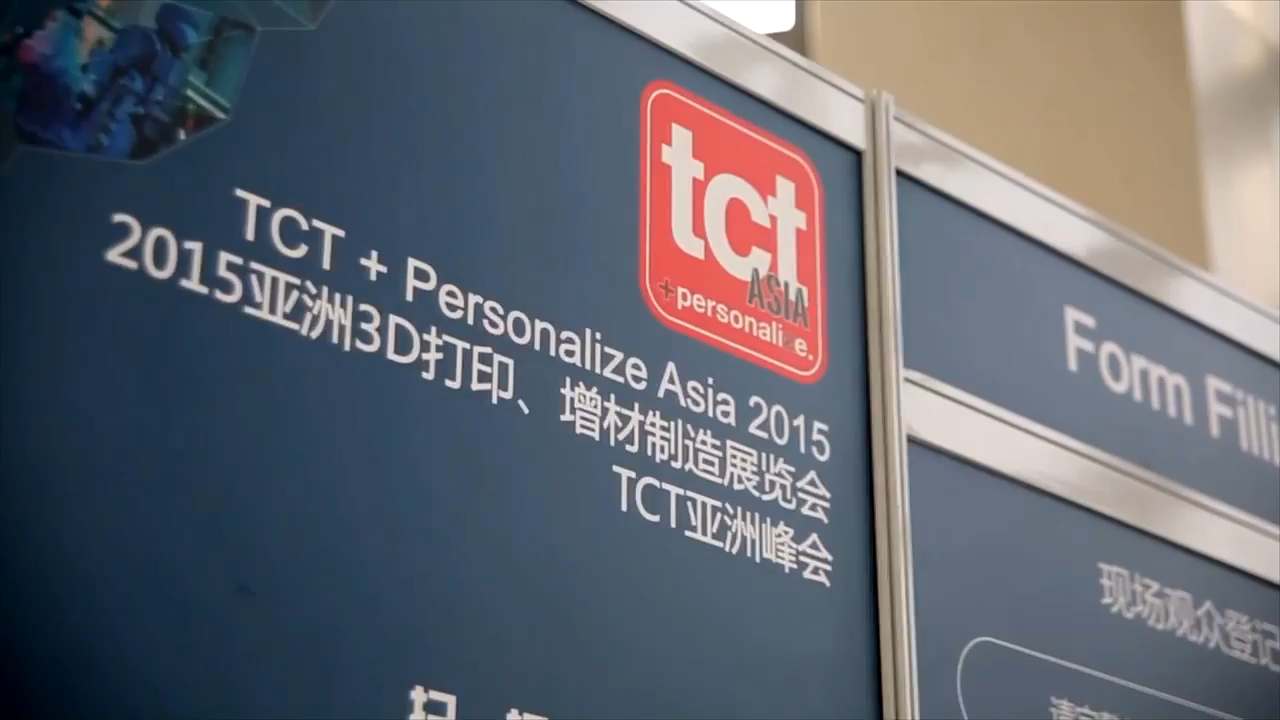 tct
ASIA
+personalize.
TCT + Personalize Asia 2015
2015亚洲3D打印、增材制造展览会
TCT亚洲峰会
Form Filli
现场观众登记